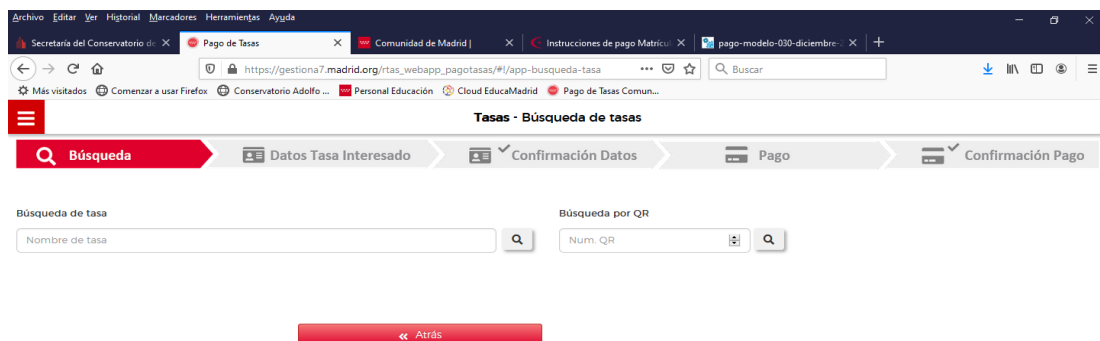 Archivo Editar Ver Historial Marcadores Herramientas Ayuda
Secretaría del Conservatorio de Pago de Tasas Comunidad de Madrid | Instrucciones de pago Matrícul pago-modelo-030-diciembre-2
https://gestiona7.madrid.org/rtas_webapp_pagotasas/#!/app-busqueda-tasa Buscar
Más visitados Comenzar a usar Firefox Conservatorio Adolfo ... Personal Educación Cloud EducaMadrid Pago de Tasas Comun...
Tasas - Búsqueda de tasas
Búsqueda Datos Tasa Interesado Confirmación Datos Pago Confirmación Pago
Búsqueda de tasa Búsqueda por QR
Nombre de tasa Num. QR
« Atrás